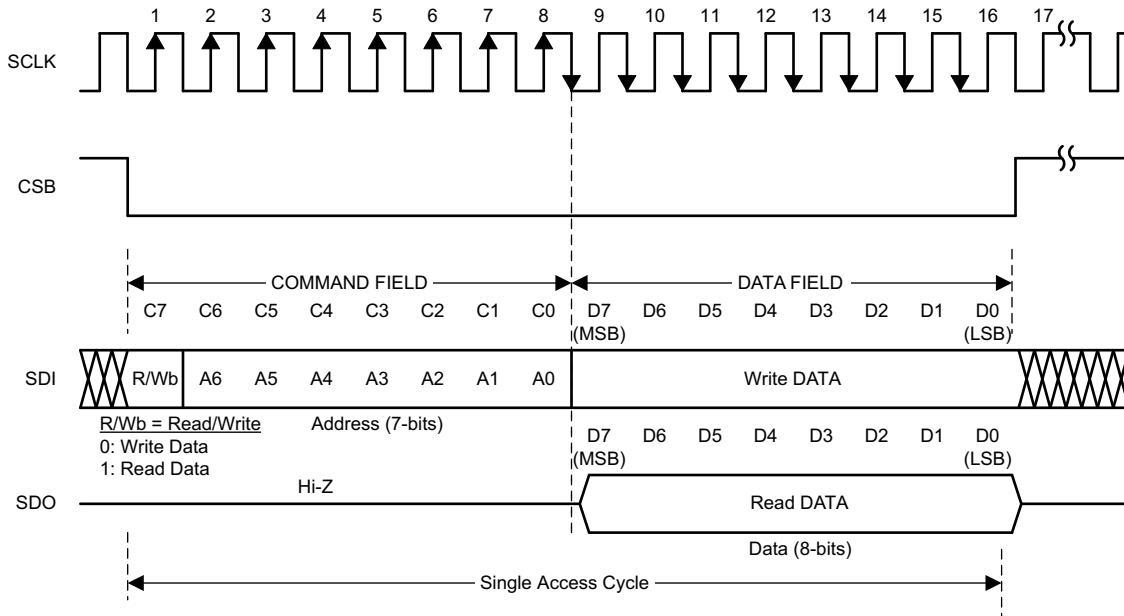 1 2 3 4 5 6 7 8 9 10 11 12 13 14 15 16 17
SCLK
CSB
COMMAND FIELD DATA FIELD
C7 C6 C5 C4 C3 C2 C1 C0 D7 D6 D5 D4 D3 D2 D1 D0
(MSB) (LSB)
SDI R/Wb A6 A5 A4 A3 A2 A1 A0 Write DATA
R/Wb = Read/Write Address (7-bits)
0: Write Data D7 D6 D5 D4 D3 D2 D1 D0
1: Read Data (MSB) (LSB)
Hi-Z
SDO Read DATA
Data (8-bits)
Single Access Cycle